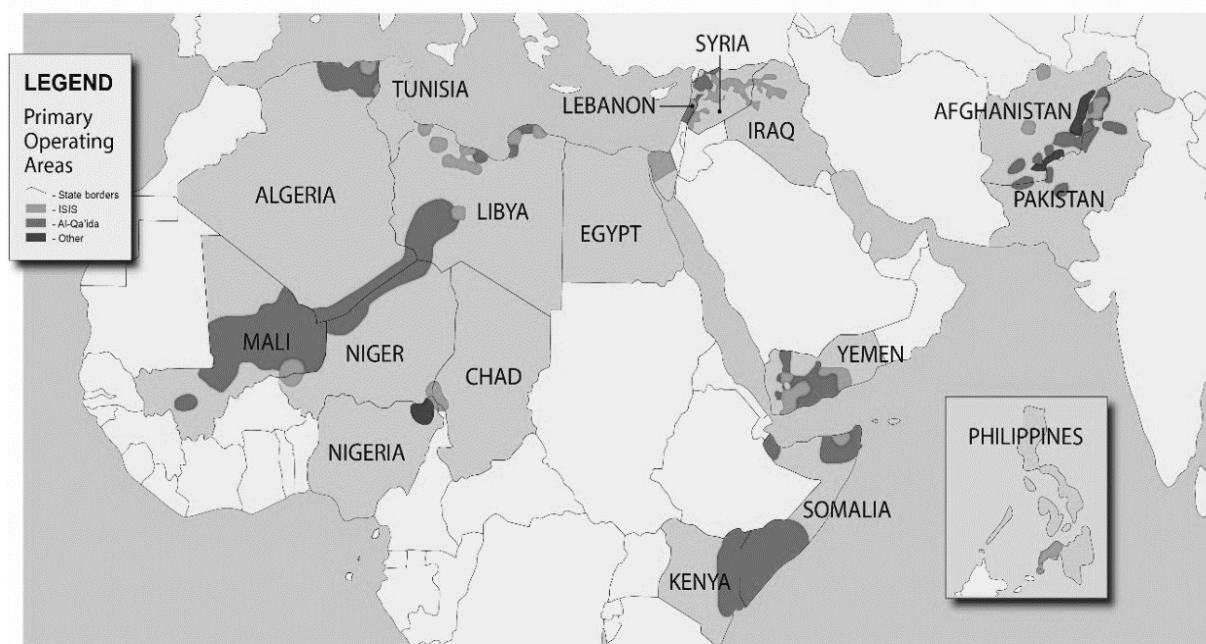 LEGEND
Primary
Operating
Areas
- State borders
- ISIS
- Al-Qa'ida
- Other
SYRIA
TUNISIA
LEBANON
AFGHANISTAN
IRAQ
ALGERIA
LIBYA
PAKISTAN
EGYPT
MALI
NIGER
YEMEN
CHAD
PHILIPPINES
NIGERIA
SOMALIA
KENYA